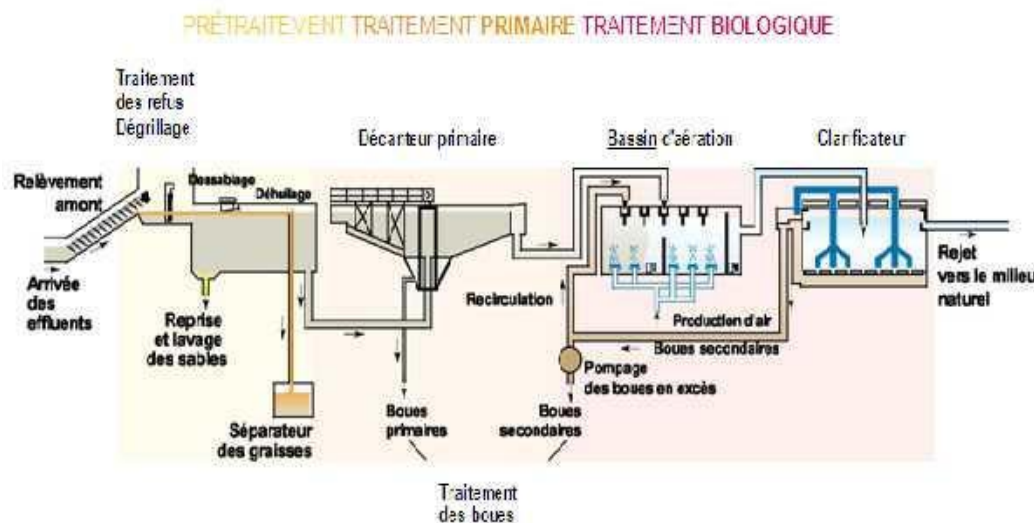 PRÉTRAITEVENT TRAITEMENT PRIMAIRE TRAITEMENT BIOLOGIQUE
Traitement
des refus
Dégrillage
Décanteur primaire
Bassin d'aération
Clarificateur
Relèvement
amont
Dessablage
Déhuilage
Arrivée
des
effluents
Reprise
et lavage
des sables
Séparateur
des graisses
Boues
primaires
Recirculation
Production d'air
Boues secondaires
Pompage
des boues en excès
Boues
secondaires
Rejet
vers le milieu
naturel
Traitement
des boues